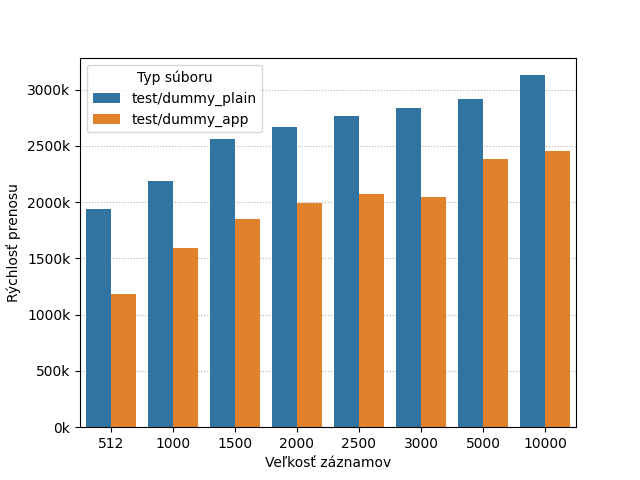 Typ súboru
test/dummy_plain
test/dummy_app
3000k
2500k
2000k
1500k
1000k
500k
0k
Rýchlosť prenosu
512 1000 1500 2000 2500 3000 5000 10000
Veľkosť záznamov